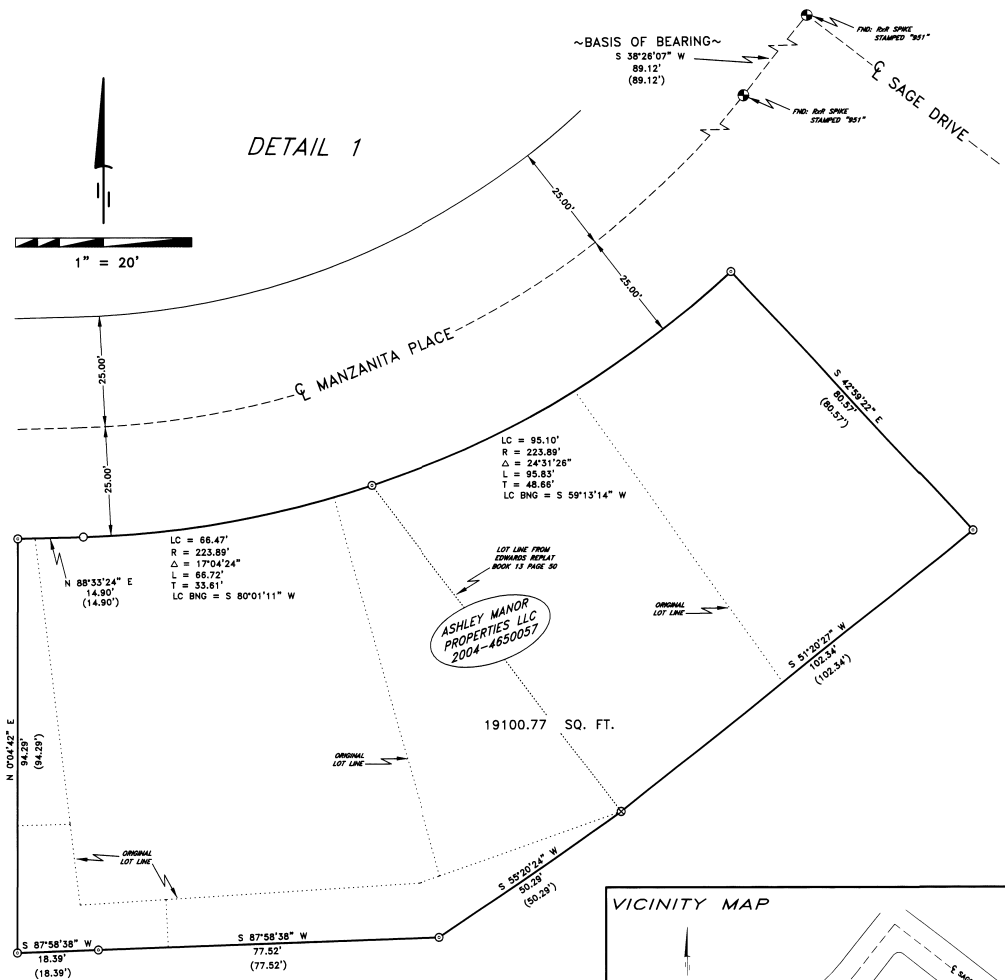 ~BASIS OF BEARING~
S 38°26'07" W
89.12'
(89.12')
FND: RxR SPIKE
STAMPED "951"
℄ SAGE DRIVE
FND: RxR SPIKE
STAMPED "951"
DETAIL 1
1" = 20'
25.00'
25.00'
25.00'
25.00'
℄ MANZANITA PLACE
S 42°59'22" E
80.57'
(80.57')
LC = 95.10'
R = 223.89'
△ = 24°31'26"
L = 95.83'
T = 48.66'
LC BNG = S 59°13'14" W
LC = 66.47'
R = 223.89'
△ = 17°04'24"
L = 66.72'
T = 33.61'
LC BNG = S 80°01'11" W
N 88°33'24" E
14.90'
(14.90')
LOT LINE FROM
EDWARDS REPLAT
BOOK 13 PAGE 50
ASHLEY MANOR
PROPERTIES LLC
2004-4650057
ORIGINAL
LOT LINE
S 51°20'27" W
102.34'
(102.34')
19100.77 SQ. FT.
N 0°04'42" E
94.29'
(94.29')
ORIGINAL
LOT LINE
ORIGINAL
LOT LINE
S 55°20'24" W
50.29'
(50.29')
S 87°58'38" W
18.39'
(18.39')
S 87°58'38" W
77.52'
(77.52')
VICINITY MAP
℄ SAGE